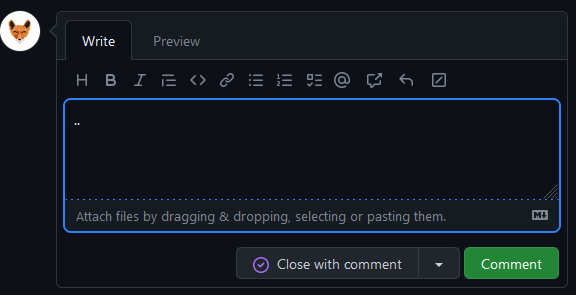 Write
Preview
H B I
..
Attach files by dragging & dropping, selecting or pasting them.
Close with comment
Comment